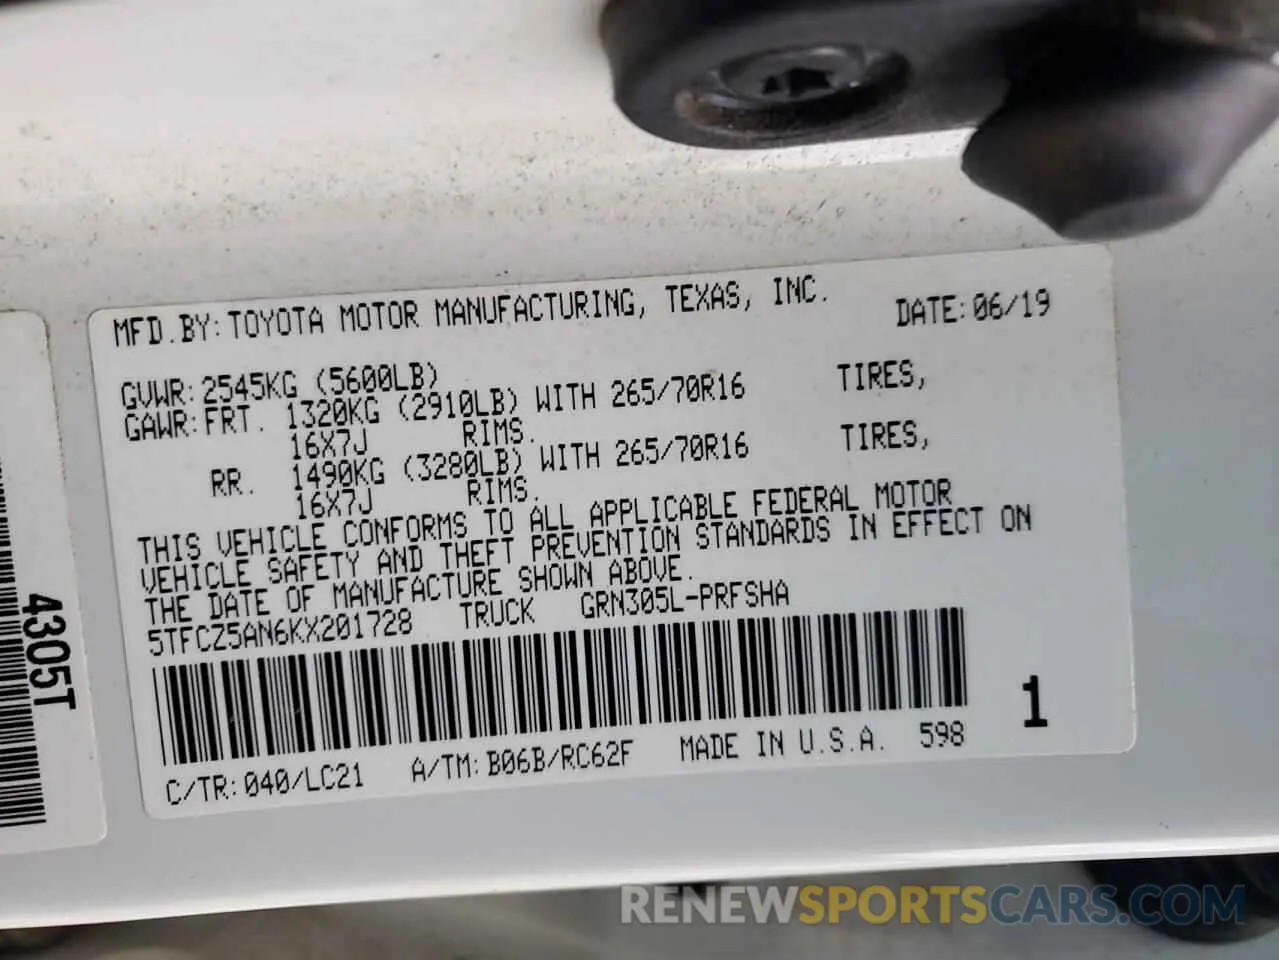 MFD.BY:TOYOTA MOTOR MANUFACTURING, TEXAS, INC. DATE:06/19
GVWR:2545KG (5600LB)
GAWR:FRT. 1320KG (2910LB) WITH 265/70R16 TIRES,
16X7J RIMS.
RR. 1490KG (3280LB) WITH 265/70R16 TIRES,
16X7J RIMS.
THIS VEHICLE CONFORMS TO ALL APPLICABLE FEDERAL MOTOR
VEHICLE SAFETY AND THEFT PREVENTION STANDARDS IN EFFECT ON
THE DATE OF MANUFACTURE SHOWN ABOVE.
5TFCZ5AN6KX201728 TRUCK GRN305L-PRFSHA
1
C/TR:040/LC21 A/TM:B06B/RC62F MADE IN U.S.A. 598
4305T
RENEWSPORTSCARS.COM